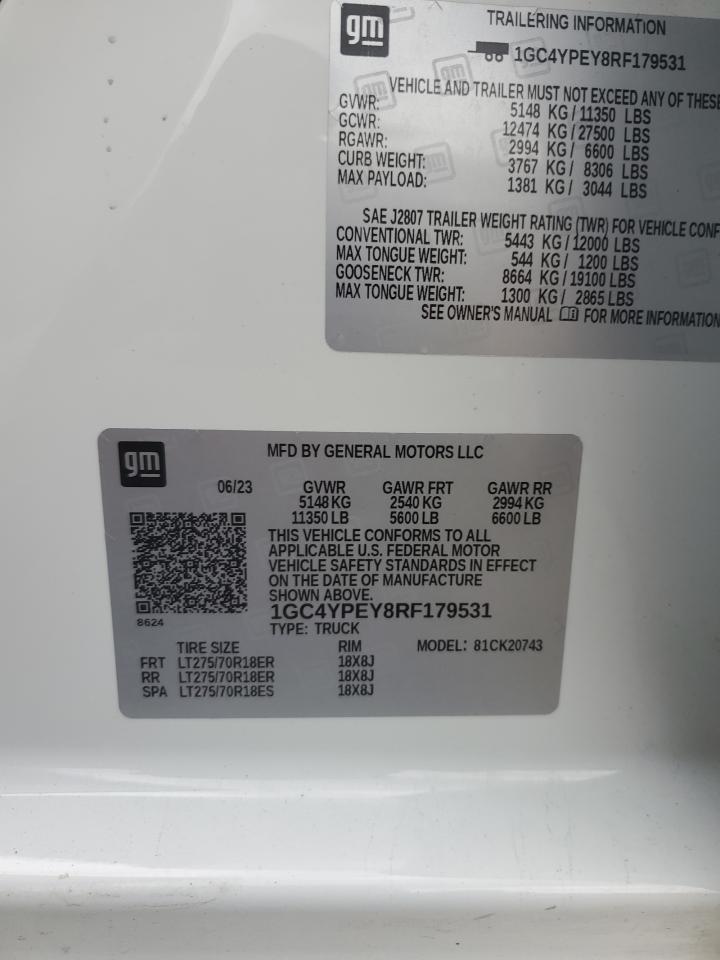 gm
TRAILERING INFORMATION
1GC4YPEY8RF179531
VEHICLE AND TRAILER MUST NOT EXCEED ANY OF THESE
GVWR: 5148 KG / 11350 LBS
GCWR: 12474 KG / 27500 LBS
RGAWR: 2994 KG / 6600 LBS
CURB WEIGHT: 3767 KG / 8306 LBS
MAX PAYLOAD: 1381 KG / 3044 LBS
SAE J2807 TRAILER WEIGHT RATING (TWR) FOR VEHICLE CONF
CONVENTIONAL TWR: 5443 KG / 12000 LBS
MAX TONGUE WEIGHT: 544 KG / 1200 LBS
GOOSENECK TWR: 8664 KG / 19100 LBS
MAX TONGUE WEIGHT: 1300 KG / 2865 LBS
SEE OWNER'S MANUAL FOR MORE INFORMATION
gm
MFD BY GENERAL MOTORS LLC
06/23 GVWR GAWR FRT GAWR RR
5148 KG 2540 KG 2994 KG
11350 LB 5600 LB 6600 LB
THIS VEHICLE CONFORMS TO ALL
APPLICABLE U.S. FEDERAL MOTOR
VEHICLE SAFETY STANDARDS IN EFFECT
ON THE DATE OF MANUFACTURE
SHOWN ABOVE.
1GC4YPEY8RF179531
8624
TYPE: TRUCK
TIRE SIZE RIM MODEL: 81CK20743
FRT LT275/70R18ER 18X8J
RR LT275/70R18ER 18X8J
SPA LT275/70R18ES 18X8J